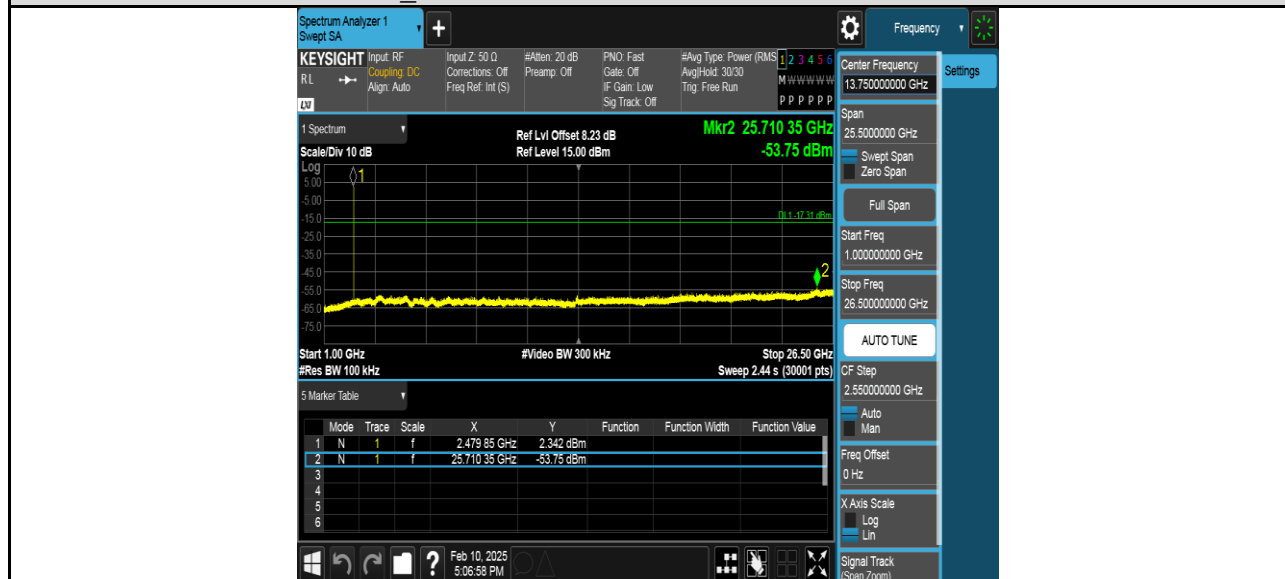 Spectrum Analyzer 1
Swept SA
+
Frequency
KEYSIGHT
RL
LXI
Input: RF
Coupling: DC
Align: Auto
Input Z: 50 Ω
Corrections: Off
Freq Ref: Int (S)
#Atten: 20 dB
Preamp: Off
PNO: Fast
Gate: Off
IF Gain: Low
Sig Track: Off
#Avg Type: Power (RMS
Avg|Hold: 30/30
Trig: Free Run
1 2 3 4 5 6
M W W W W W
P P P P P P
Center Frequency
13.750000000 GHz
Settings
Span
25.5000000 GHz
Swept Span
Zero Span
Full Span
Start Freq
1.000000000 GHz
Stop Freq
26.500000000 GHz
AUTO TUNE
CF Step
2.550000000 GHz
Auto
Man
Freq Offset
0 Hz
X Axis Scale
Log
Lin
Signal Track
(Span Zoom)
1 Spectrum
Scale/Div 10 dB
Ref Lvl Offset 8.23 dB
Ref Level 15.00 dBm
Mkr2 25.710 35 GHz
-53.75 dBm
Log
5.00
-5.00
-15.0
-25.0
-35.0
-45.0
-55.0
-65.0
-75.0
1
DL1 -17.31 dBm
2
Start 1.00 GHz
#Video BW 300 kHz
Stop 26.50 GHz
#Res BW 100 kHz
Sweep 2.44 s (30001 pts)
5 Marker Table
Mode Trace Scale X Y Function Function Width Function Value
1 N 1 f 2.479 85 GHz 2.342 dBm
2 N 1 f 25.710 35 GHz -53.75 dBm
3
4
5
6
?
Feb 10, 2025
5:06:58 PM